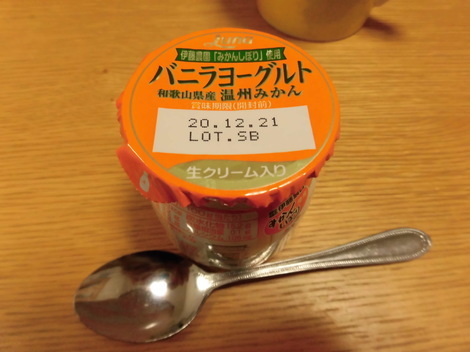 伊藤農園「みかんしぼり」使用
バニラヨーグルト
和歌山県産 温州みかん
賞味期限(開封前)
20.12.21
LOT.SB
生クリーム入り